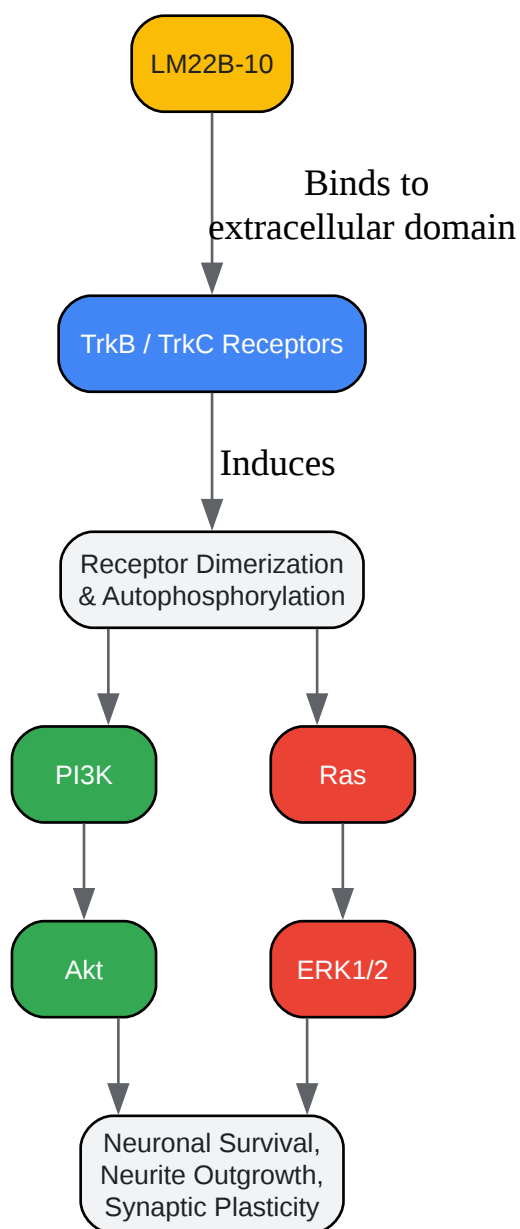 LM22B-10
Binds to
extracellular domain
TrkB / TrkC Receptors
Induces
Receptor Dimerization
& Autophosphorylation
PI3K
Ras
Akt
ERK1/2
Neuronal Survival,
Neurite Outgrowth,
Synaptic Plasticity